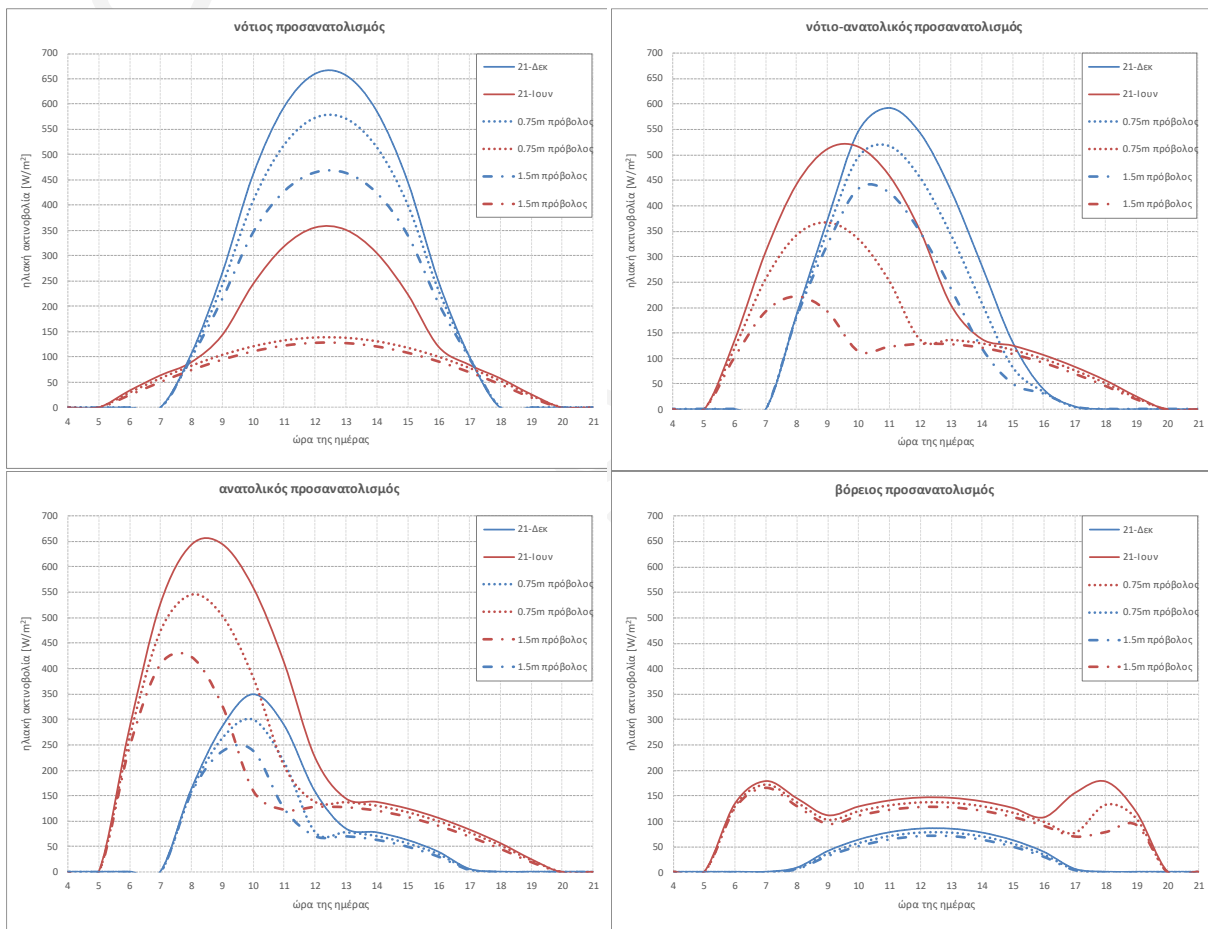 νότιος προσανατολισμός
700
650
600
550
500
450
400
350
300
250
200
150
100
50
0
ηλιακή ακτινοβολία [W/m²]
4 5 6 7 8 9 10 11 12 13 14 15 16 17 18 19 20 21
ώρα της ημέρας
21-Δεκ
21-Ιουν
0.75m πρόβολος
0.75m πρόβολος
1.5m πρόβολος
1.5m πρόβολος
νότιο-ανατολικός προσανατολισμός
700
650
600
550
500
450
400
350
300
250
200
150
100
50
0
ηλιακή ακτινοβολία [W/m²]
4 5 6 7 8 9 10 11 12 13 14 15 16 17 18 19 20 21
ώρα της ημέρας
21-Δεκ
21-Ιουν
0.75m πρόβολος
0.75m πρόβολος
1.5m πρόβολος
1.5m πρόβολος
ανατολικός προσανατολισμός
700
650
600
550
500
450
400
350
300
250
200
150
100
50
0
ηλιακή ακτινοβολία [W/m²]
4 5 6 7 8 9 10 11 12 13 14 15 16 17 18 19 20 21
ώρα της ημέρας
21-Δεκ
21-Ιουν
0.75m πρόβολος
0.75m πρόβολος
1.5m πρόβολος
1.5m πρόβολος
βόρειος προσανατολισμός
700
650
600
550
500
450
400
350
300
250
200
150
100
50
0
ηλιακή ακτινοβολία [W/m²]
4 5 6 7 8 9 10 11 12 13 14 15 16 17 18 19 20 21
ώρα της ημέρας
21-Δεκ
21-Ιουν
0.75m πρόβολος
0.75m πρόβολος
1.5m πρόβολος
1.5m πρόβολος